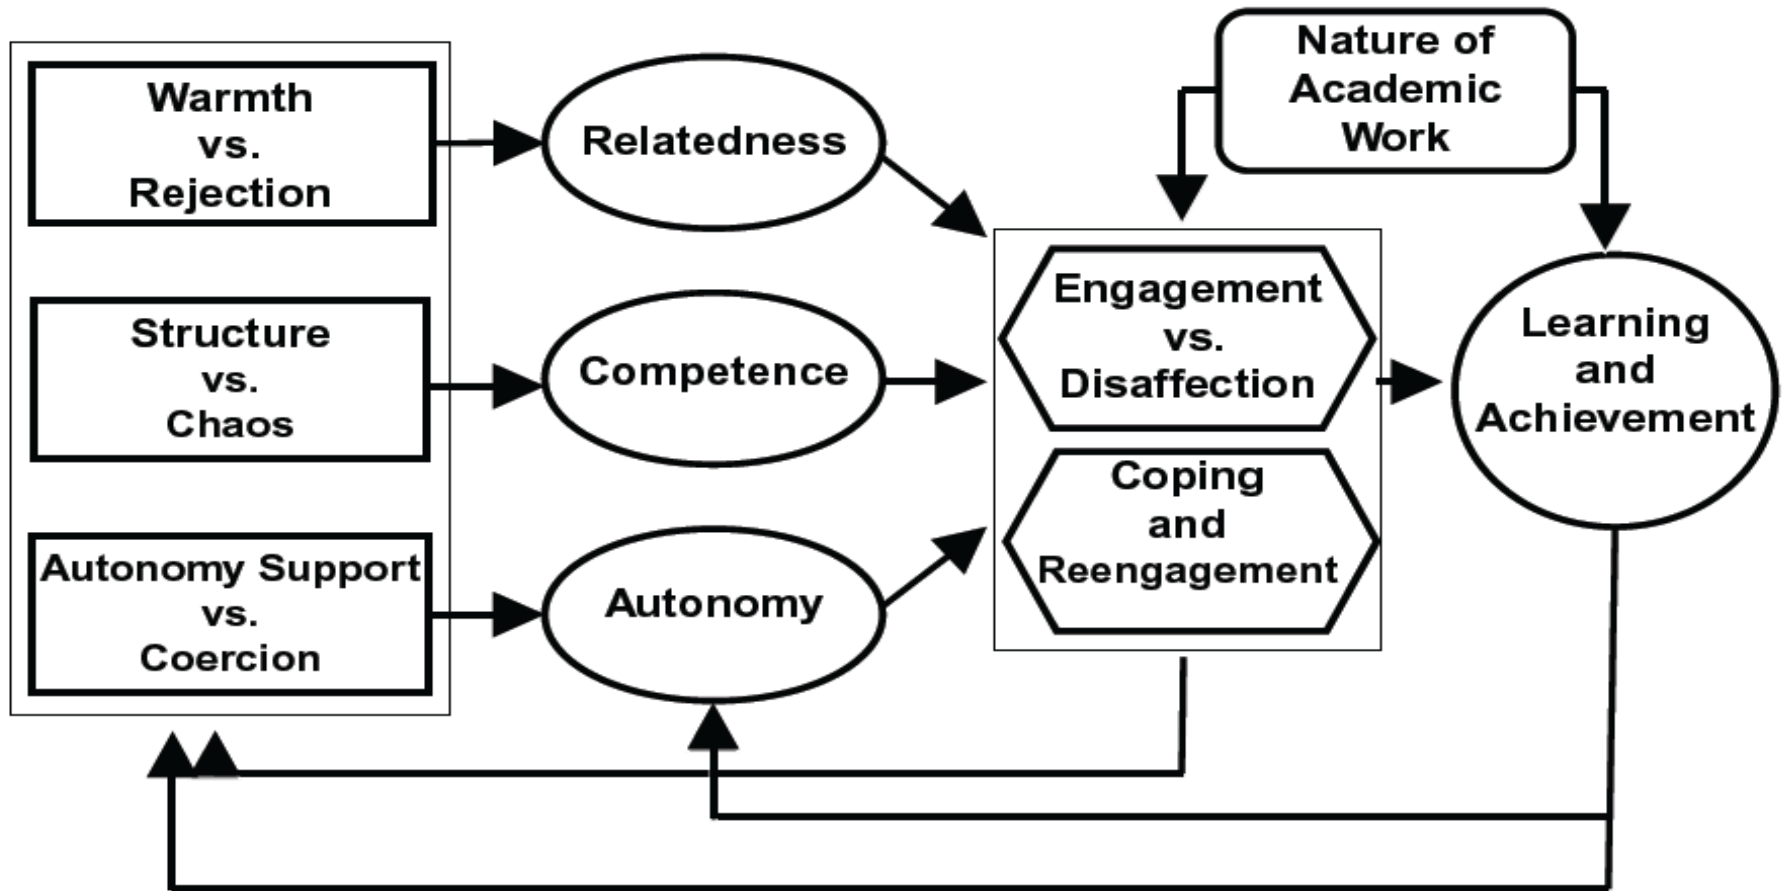 Warmth
vs.
Rejection
Structure
vs.
Chaos
Autonomy Support
vs.
Coercion
Relatedness
Competence
Autonomy
Nature of
Academic
Work
Engagement
vs.
Disaffection
Coping
and
Reengagement
Learning
and
Achievement